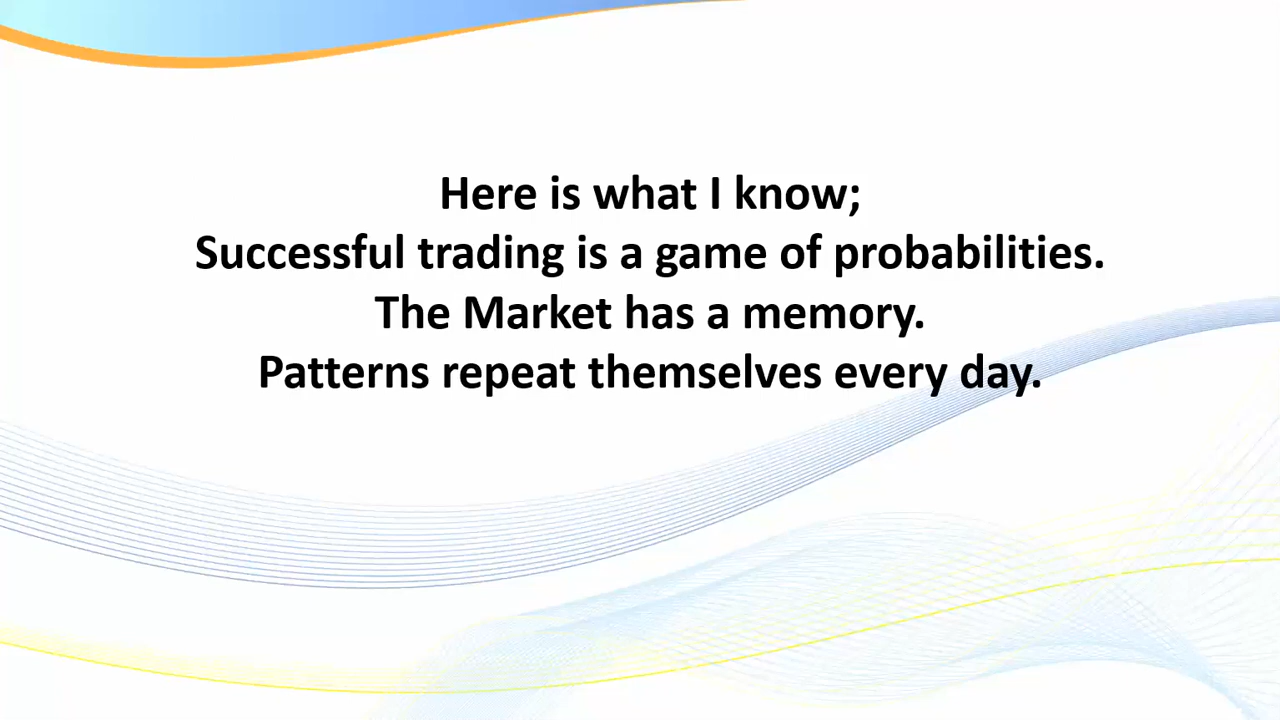 Here is what I know;
Successful trading is a game of probabilities.
The Market has a memory.
Patterns repeat themselves every day.